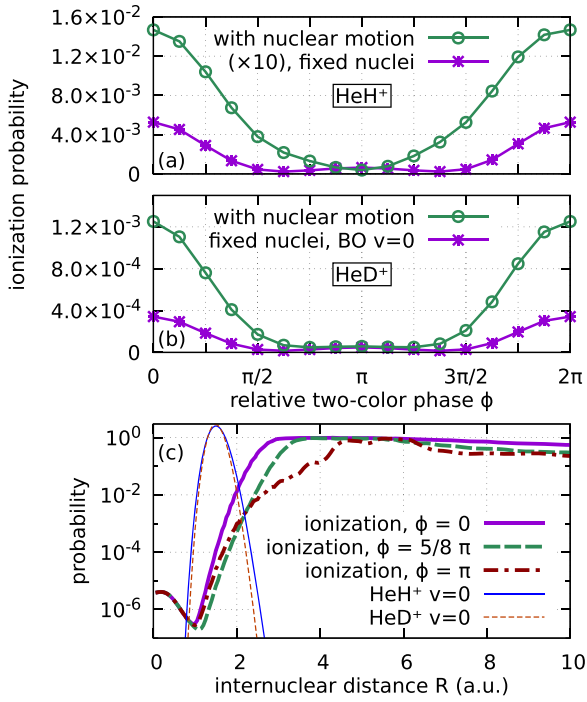 ionization probability
1.6×10⁻²
1.2×10⁻²
8.0×10⁻³
4.0×10⁻³
0
with nuclear motion
(×10), fixed nuclei
HeH⁺
(a)
1.2×10⁻³
8.0×10⁻⁴
4.0×10⁻⁴
0
with nuclear motion
fixed nuclei, BO v=0
HeD⁺
(b)
0 π/2 π 3π/2 2π
relative two-color phase ϕ
probability
10⁰
10⁻²
10⁻⁴
10⁻⁶
(c)
ionization, ϕ = 0
ionization, ϕ = 5/8 π
ionization, ϕ = π
HeH⁺ v=0
HeD⁺ v=0
0 2 4 6 8 10
internuclear distance R (a.u.)